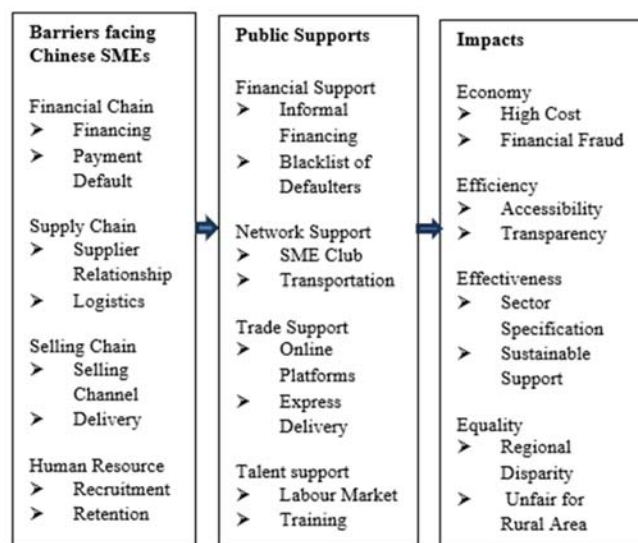 Barriers facing
Chinese SMEs
Financial Chain
➤ Financing
➤ Payment
Default
Supply Chain
➤ Supplier
Relationship
➤ Logistics
Selling Chain
➤ Selling
Channel
➤ Delivery
Human Resource
➤ Recruitment
➤ Retention
Public Supports
Financial Support
➤ Informal
Financing
➤ Blacklist of
Defaulters
Network Support
➤ SME Club
➤ Transportation
Trade Support
➤ Online
Platforms
➤ Express
Delivery
Talent support
➤ Labour Market
➤ Training
Impacts
Economy
➤ High Cost
➤ Financial Fraud
Efficiency
➤ Accessibility
➤ Transparency
Effectiveness
➤ Sector
Specification
➤ Sustainable
Support
Equality
➤ Regional
Disparity
➤ Unfair for
Rural Area